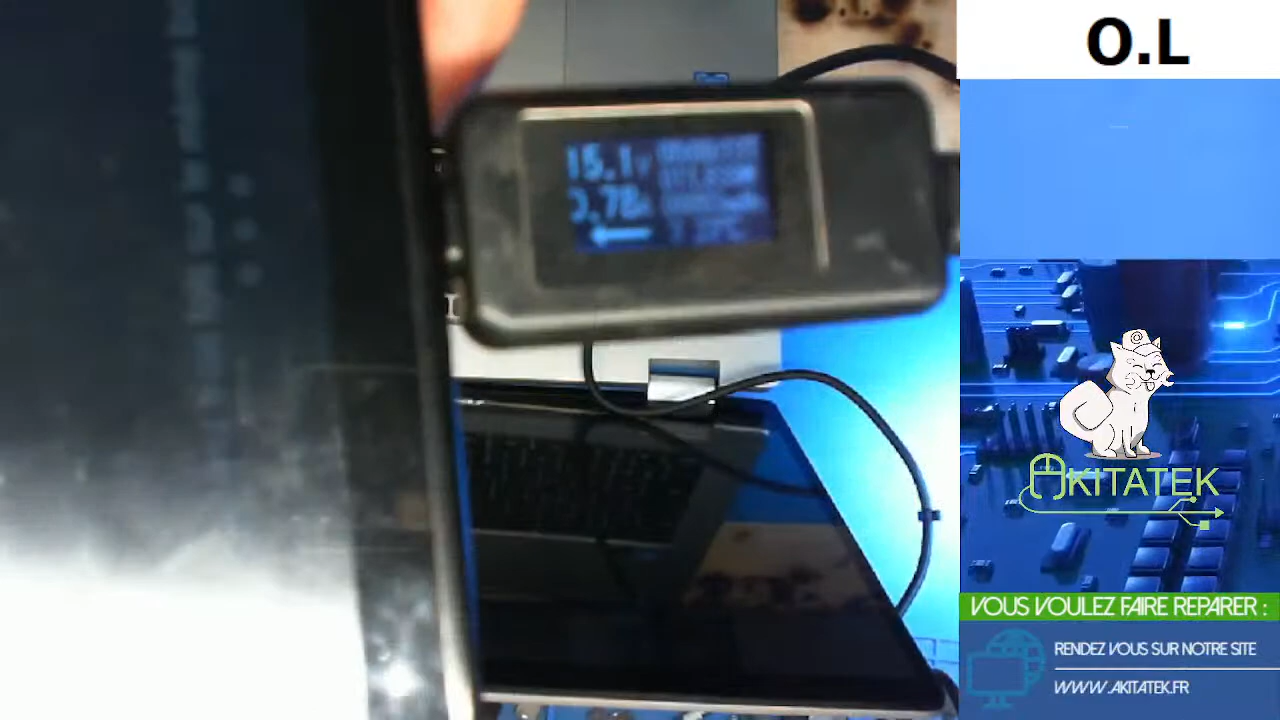 O.L
15.1V
0.78A
AKITATEK
VOUS VOULEZ FAIRE REPARER :
RENDEZ VOUS SUR NOTRE SITE
WWW.AKITATEK.FR